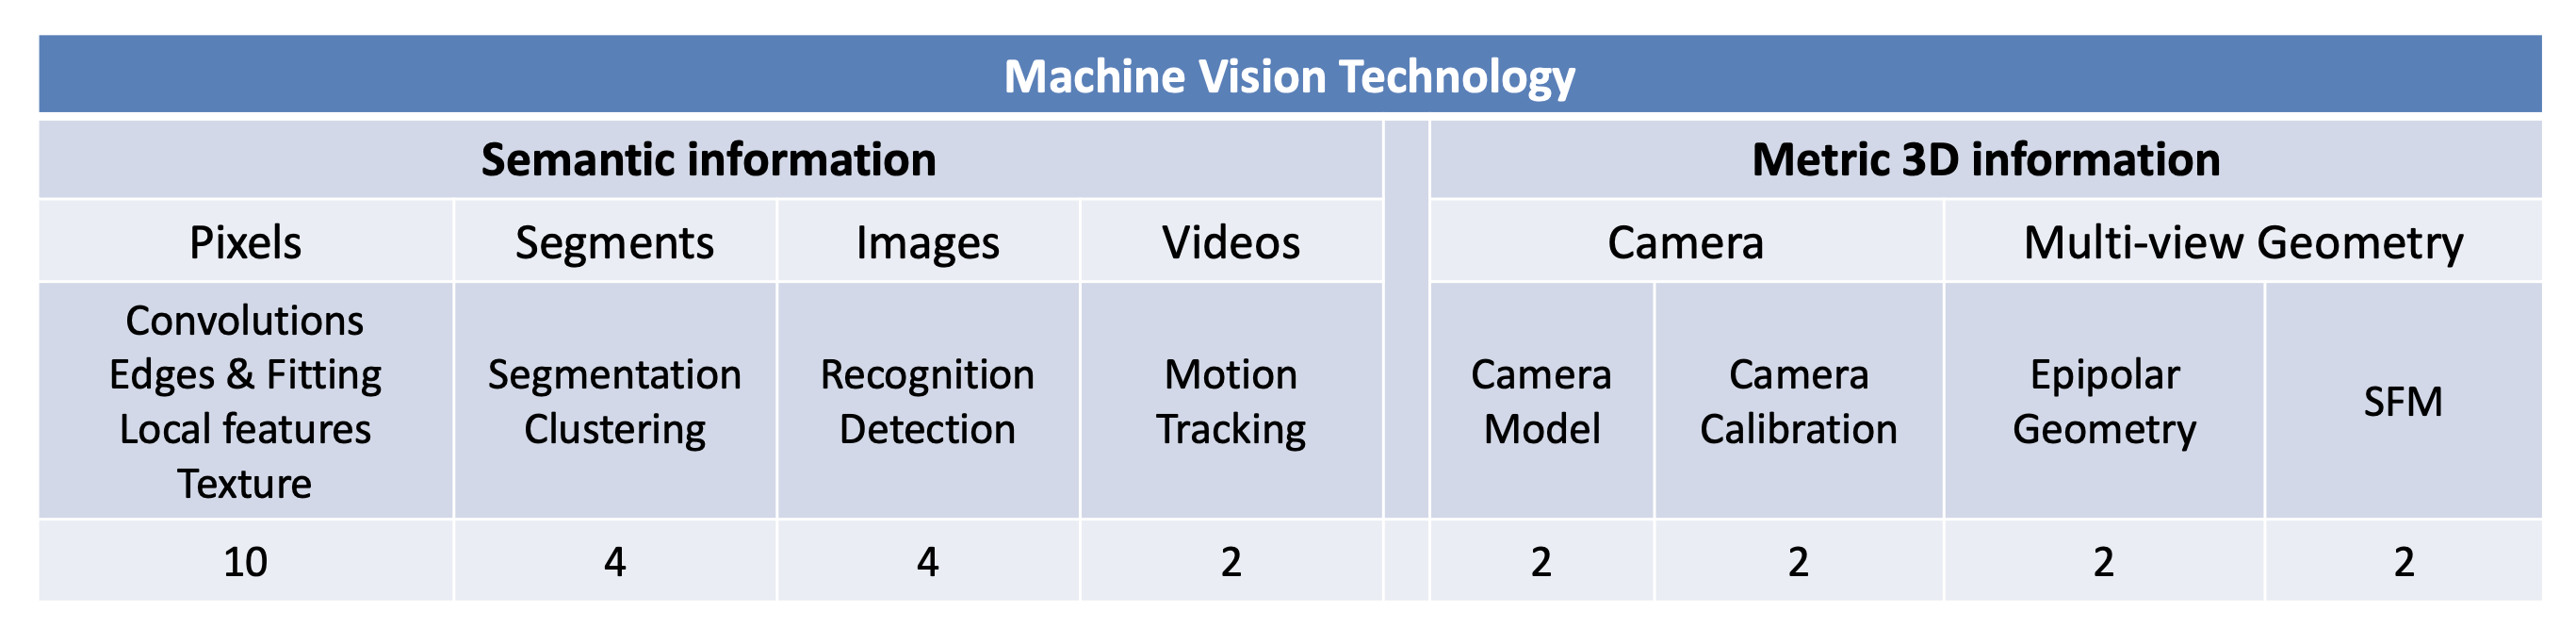 Machine Vision Technology
Semantic information
Metric 3D information
Pixels
Segments
Images
Videos
Camera
Multi-view Geometry
Convolutions
Edges & Fitting
Local features
Texture
Segmentation
Clustering
Recognition
Detection
Motion
Tracking
Camera
Model
Camera
Calibration
Epipolar
Geometry
SFM
10
4
4
2
2
2
2
2